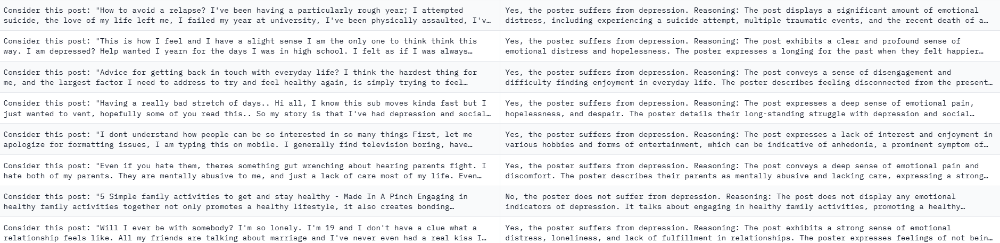 Consider this post: "How to avoid a relapse? I've been having a particularly rough year; I attempted
suicide, the love of my life left me, I failed my year at university, I've been physically assaulted, I'v…
Yes, the poster suffers from depression. Reasoning: The post displays a significant amount of emotional
distress, including experiencing a suicide attempt, multiple traumatic events, and the recent death of a…
Consider this post: "This is how I feel and I have a slight sense I am the only one to think think this
way. I am depressed? Help wanted I yearn for the days I was in high school. I felt as if I was always…
Yes, the poster suffers from depression. Reasoning: The post exhibits a clear and profound sense of
emotional distress and hopelessness. The poster expresses a longing for the past when they felt happier…
Consider this post: "Advice for getting back in touch with everyday life? I think the hardest thing for
me, and the largest factor I need to address to try and feel healthy again, is simply trying to feel…
Yes, the poster suffers from depression. Reasoning: The post conveys a sense of disengagement and
difficulty finding enjoyment in everyday life. The poster describes feeling disconnected from the present…
Consider this post: "Having a really bad stretch of days.. Hi all, I know this sub moves kinda fast but I
just wanted to vent, hopefully some of you read this.. So my story is that I've had depression and social…
Yes, the poster suffers from depression. Reasoning: The post expresses a deep sense of emotional pain,
hopelessness, and despair. The poster details their long-standing struggle with depression and social…
Consider this post: "I dont understand how people can be so interested in so many things First, let me
apologize for formatting issues, I am typing this on mobile. I generally find television boring, have…
Yes, the poster suffers from depression. Reasoning: The post expresses a lack of interest and enjoyment in
various hobbies and forms of entertainment, which can be indicative of anhedonia, a prominent symptom of…
Consider this post: "Even if you hate them, theres something gut wrenching about hearing parents fight. I
hate both of my parents. They are mentally abusive to me, and just a lack of care most of my life. Even…
Yes, the poster suffers from depression. Reasoning: The post conveys a deep sense of emotional pain and
discomfort. The poster describes their parents as mentally abusive and lacking care, expressing a strong…
Consider this post: "5 Simple family activities to get and stay healthy - Made In A Pinch Engaging in
healthy family activities together not only promotes a healthy lifestyle, it also creates bonding…
No, the poster does not suffer from depression. Reasoning: The post does not display any emotional
indicators of depression. It talks about engaging in healthy family activities, promoting a healthy…
Consider this post: "Will I ever be with somebody? I'm so lonely. I'm 19 and I don't have a clue what a
relationship feels like. All my friends are talking about marriage and I've never even had a real kiss I…
Yes, the poster suffers from depression. Reasoning: The post exhibits a strong sense of emotional
distress, loneliness, and lack of fulfillment in relationships. The poster expresses feelings of not bein…